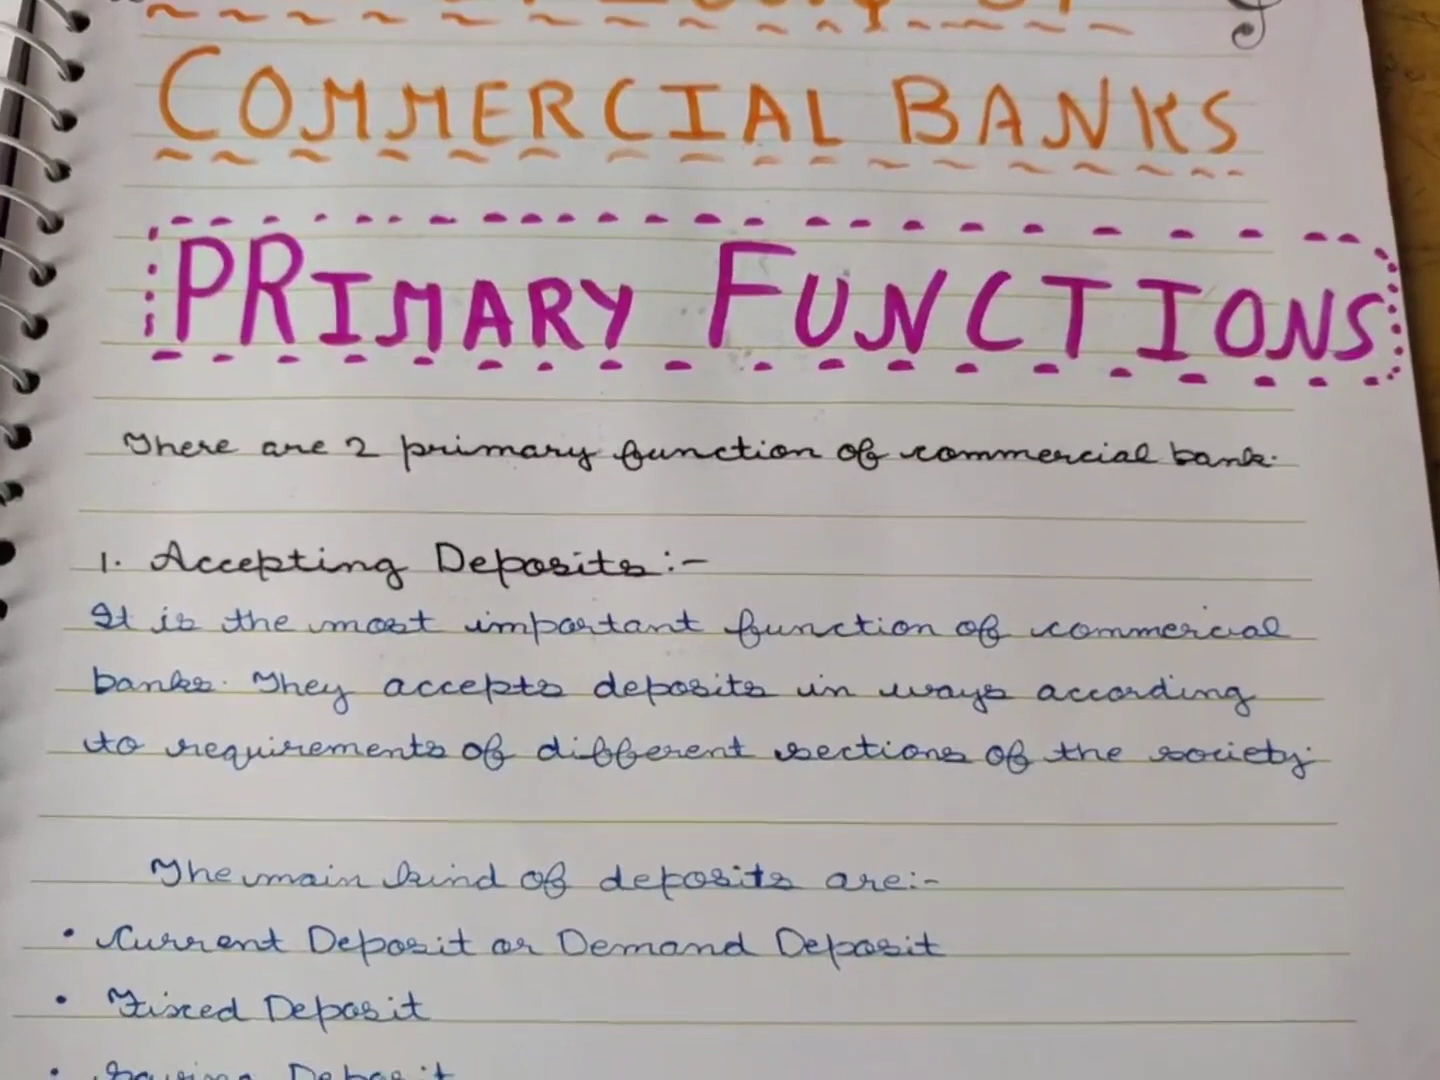 COMMERCIAL BANKS
PRIMARY FUNCTIONS
There are 2 primary function of commercial bank.
1. Accepting Deposits:-
It is the most important function of commercial
banks. They accepts deposits in ways according
to requirements of different sections of the society.
The main kind of deposits are:-
• Current Deposit or Demand Deposit
• Fixed Deposit
• Saving Deposit